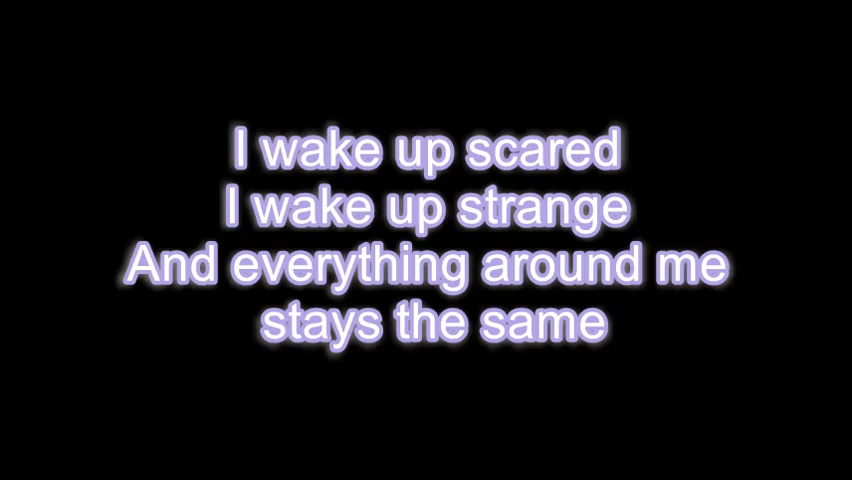 I wake up scared
I wake up strange
And everything around me
stays the same